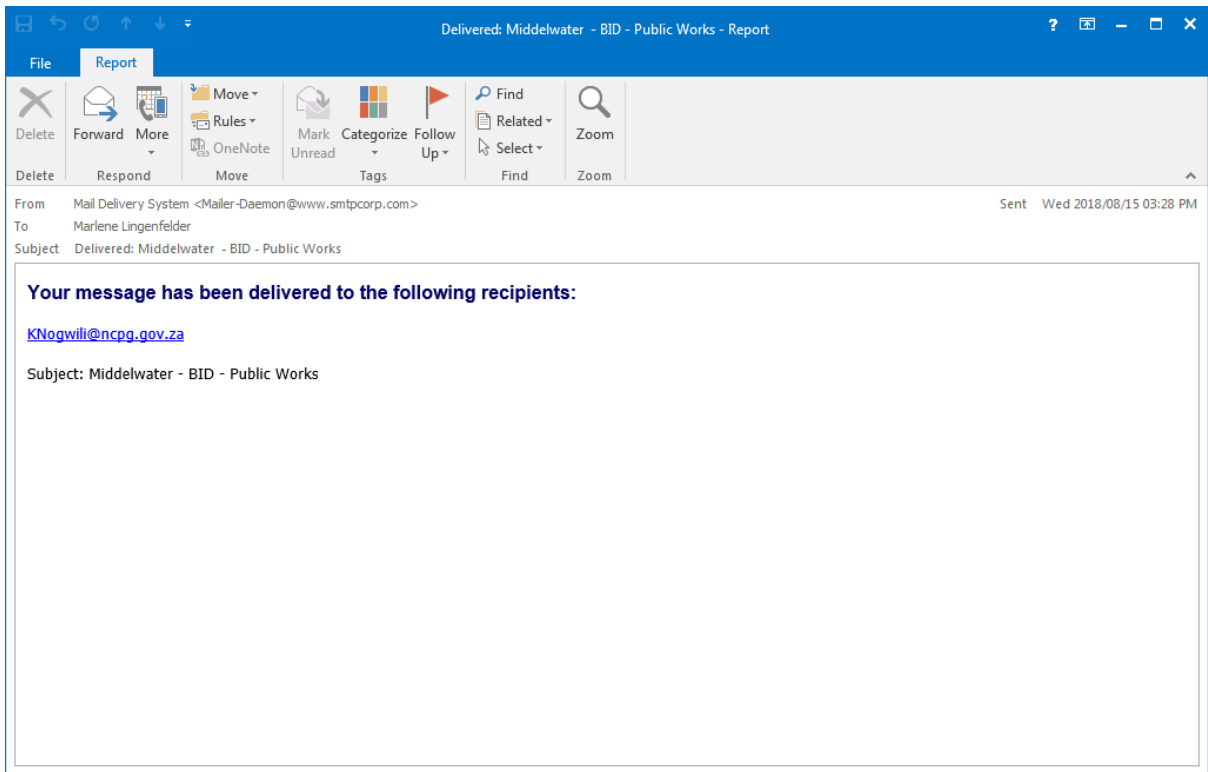 Delivered: Middelwater  - BID - Public Works - Report
?
File Report
Delete Forward More Move Rules OneNote Mark Unread Categorize Follow Up Find Related Select Zoom
Delete Respond Move Tags Find Zoom
From Mail Delivery System <Mailer-Daemon@www.smtpcorp.com> Sent Wed 2018/08/15 03:28 PM
To Marlene Lingenfelder
Subject Delivered: Middelwater  - BID - Public Works
Your message has been delivered to the following recipients:
KNogwili@ncpg.gov.za
Subject: Middelwater - BID - Public Works